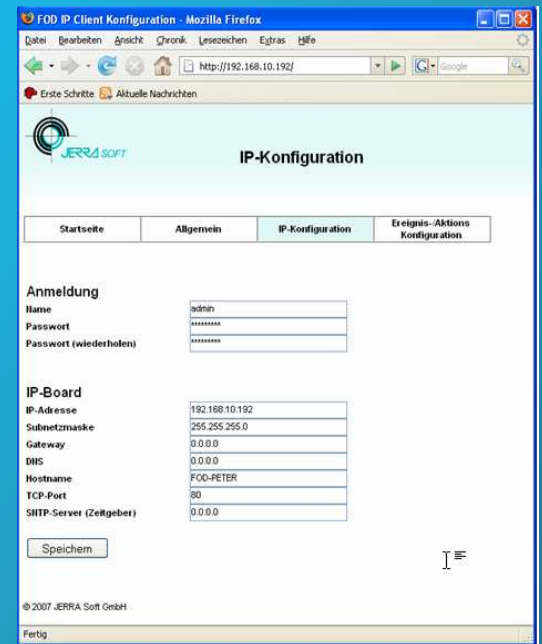 FOD IP Client Konfiguration - Mozilla Firefox
Datei Bearbeiten Ansicht Chronik Lesezeichen Extras Hilfe
http://192.168.10.192/
Google
Erste Schritte Aktuelle Nachrichten
JERRA SOFT
IP-Konfiguration
Startseite Allgemein IP-Konfiguration Ereignis-/Aktions
Konfiguration
Anmeldung
Name admin
Passwort *********
Passwort (wiederholen) *********
IP-Board
IP-Adresse 192.168.10.192
Subnetzmaske 255.255.255.0
Gateway 0.0.0.0
DNS 0.0.0.0
Hostname FOD-PETER
TCP-Port 80
SNTP-Server (Zeitgeber) 0.0.0.0
Speichern
© 2007 JERRA Soft GmbH
Fertig